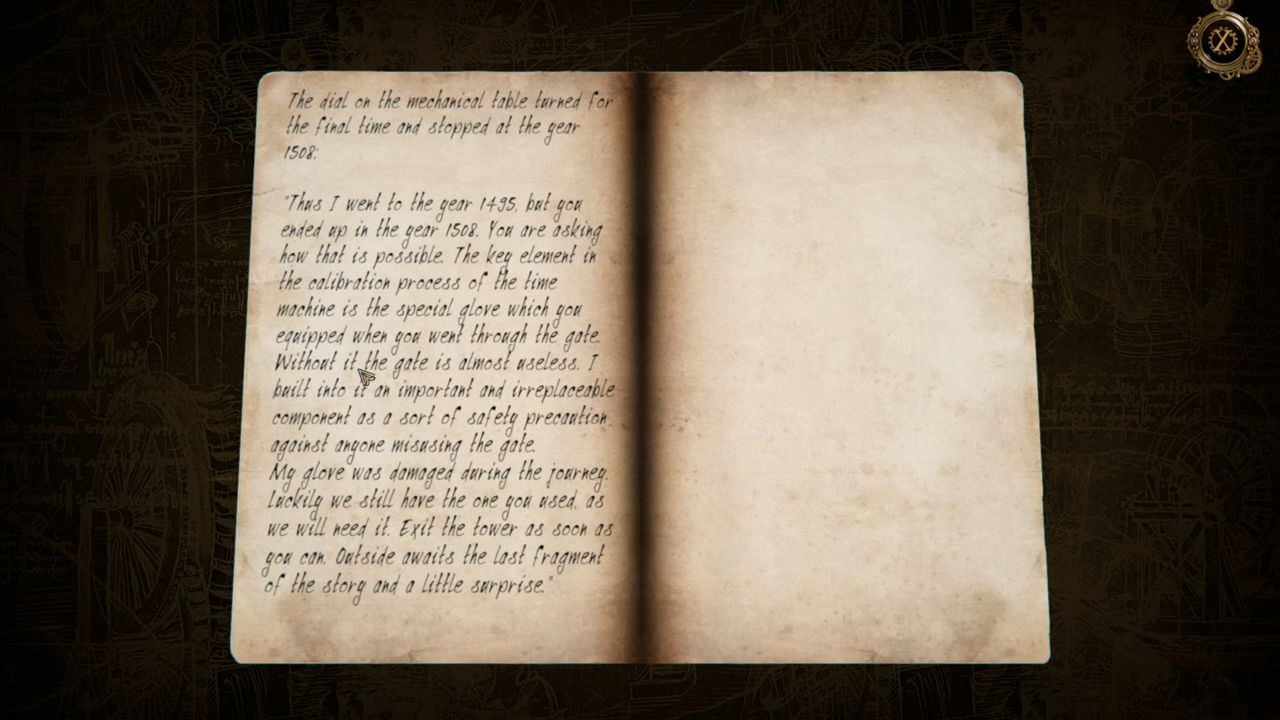 The dial on the mechanical table turned for
the final time and stopped at the year
1508:
"Thus I went to the year 1495, but you
ended up in the year 1508. You are asking
how that is possible. The key element in
the calibration process of the time
machine is the special glove which you
equipped when you went through the gate.
Without it the gate is almost useless. I
built into it an important and irreplaceable
component as a sort of safety precaution
against anyone misusing the gate.
My glove was damaged during the journey.
Luckily we still have the one you used, as
we will need it. Exit the tower as soon as
you can. Outside awaits the last fragment
of the story and a little surprise."